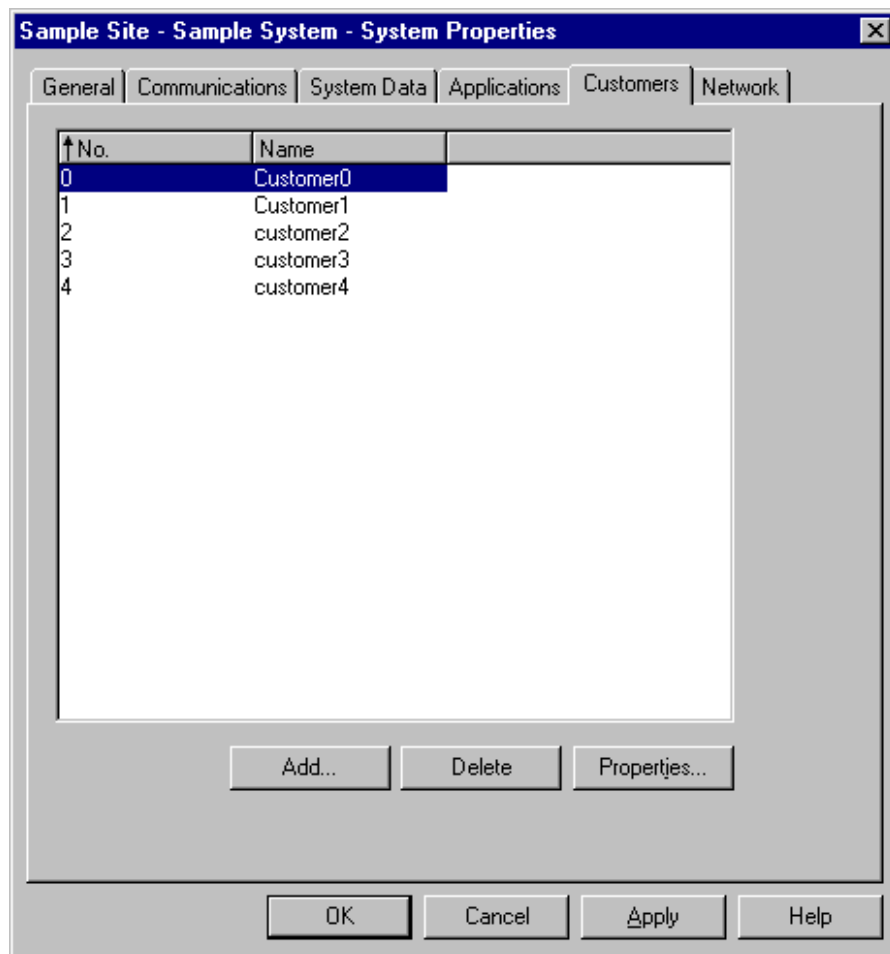 Sample Site - Sample System - System Properties
General Communications System Data Applications Customers Network
No. Name
0 Customer0
1 Customer1
2 customer2
3 customer3
4 customer4
Add... Delete Properties...
OK Cancel Apply Help